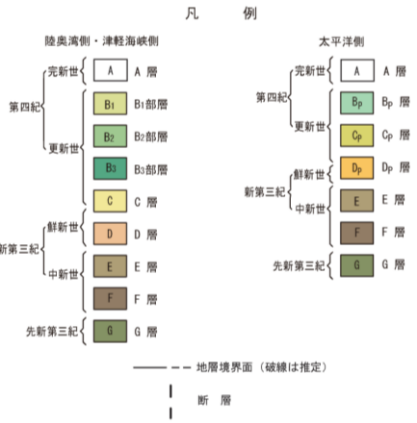 凡 例
陸奥湾側・津軽海峡側
完新世 A A 層
第四紀
B1 B1部層
B2 B2部層
更新世
B3 B3部層
C C 層
鮮新世 D D 層
新第三紀
中新世 E E 層
F F 層
先新第三紀 G G 層
太平洋側
完新世 A A 層
第四紀
Bp Bp 層
更新世 Cp Cp 層
鮮新世 Dp Dp 層
新第三紀
中新世 E E 層
F F 層
先新第三紀 G G 層
地層境界面（破線は推定）
断 層